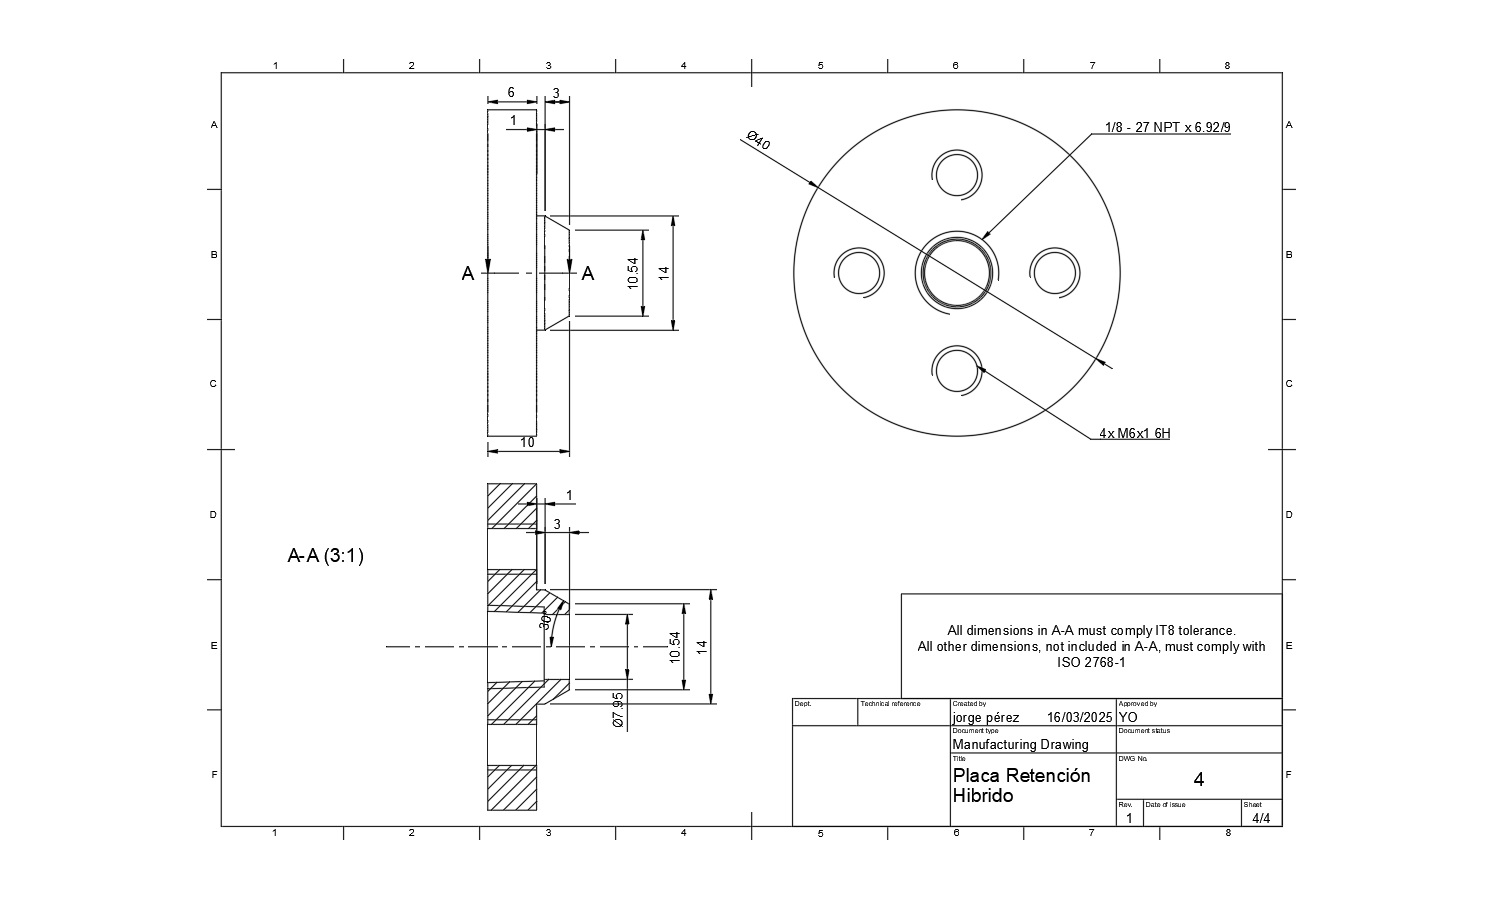 1 2 3 4 5 6 7 8
6 3
1
A A
Ø40
1/8 - 27 NPT x 6.92/9
B B
A A
10.54
14
C C
4x M6x1 6H
10
1
D D
3
A-A (3:1)
30°
E E
10.54
14
Ø7.95
All dimensions in A-A must comply IT8 tolerance.
All other dimensions, not included in A-A, must comply with
ISO 2768-1
Dept. Technical reference Created by Approved by
jorge pérez 16/03/2025 YO
Document type Document status
Manufacturing Drawing
Title DWG No.
Placa Retención
Hibrido
4
F F
Rev. Date of issue Sheet
1 4/4
1 2 3 4 5 6 7 8